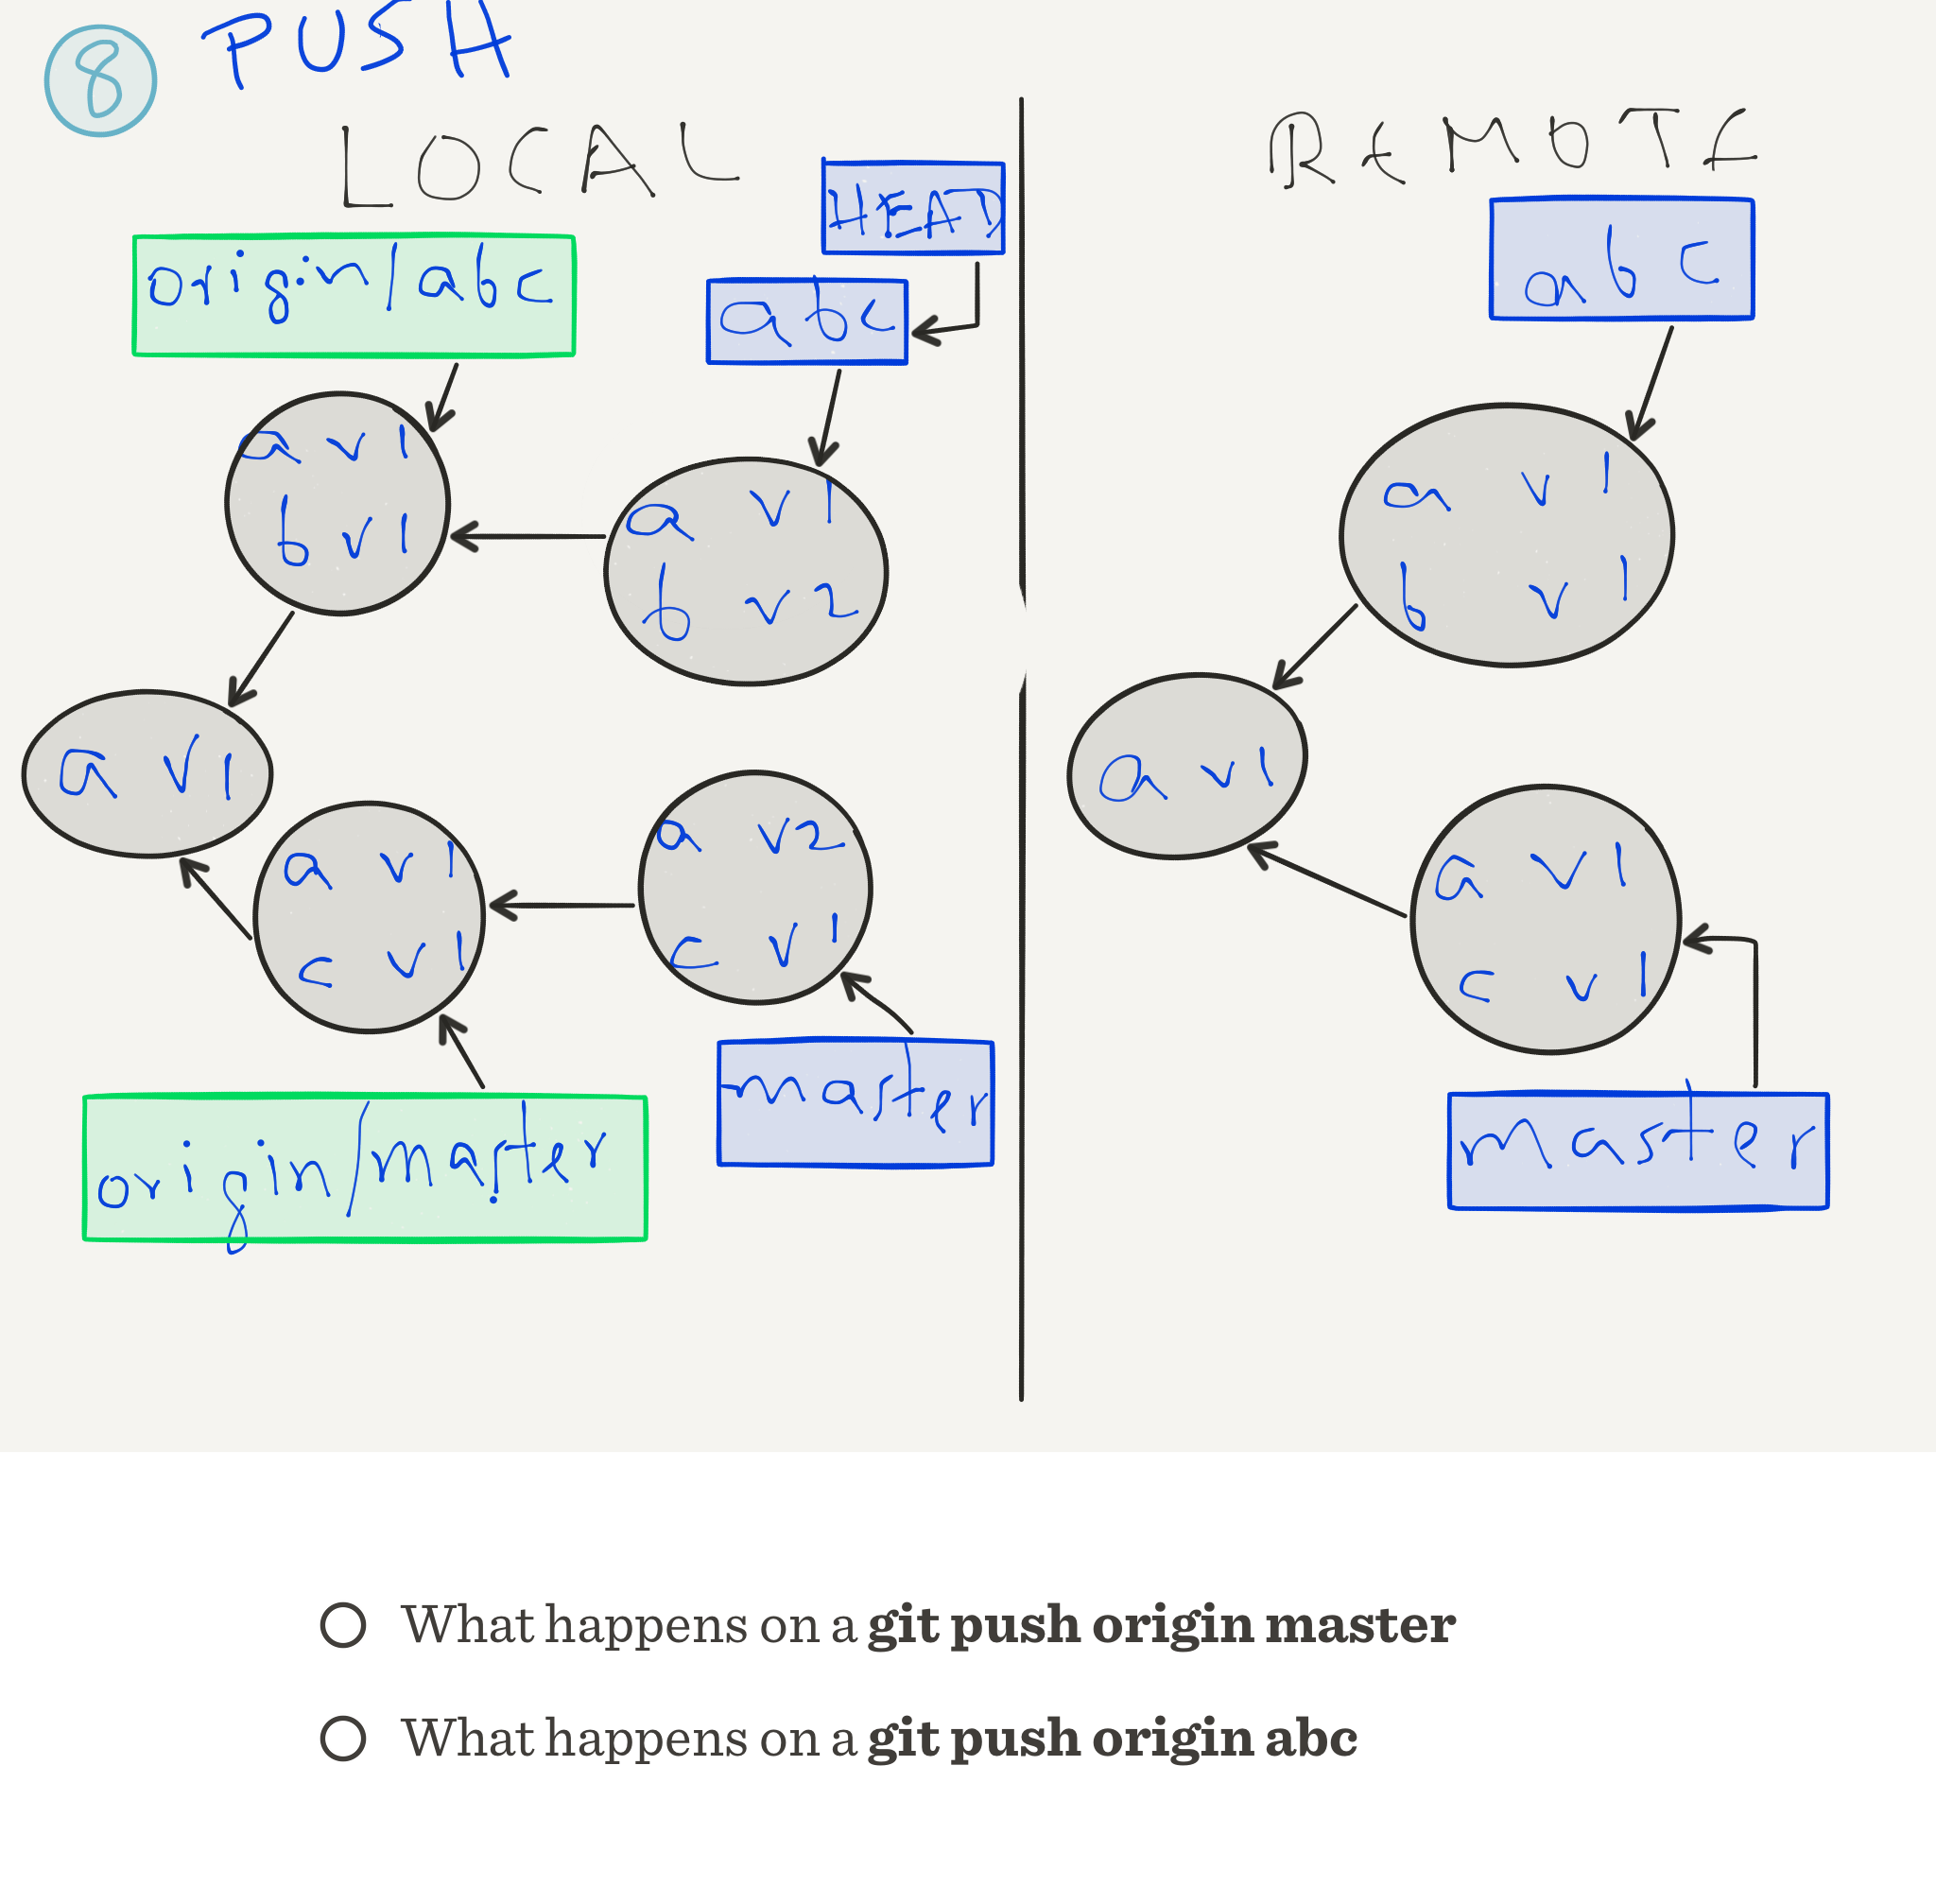 8 PUSH
LOCAL
REMOTE
HEAD
origin/abc
abc
abc
a v1
b v1
a v1
b v2
a v1
b v1
a v1
a v1
a v1
c v1
a v2
c v1
a v1
c v1
origin/master
master
master
What happens on a git push origin master
What happens on a git push origin abc